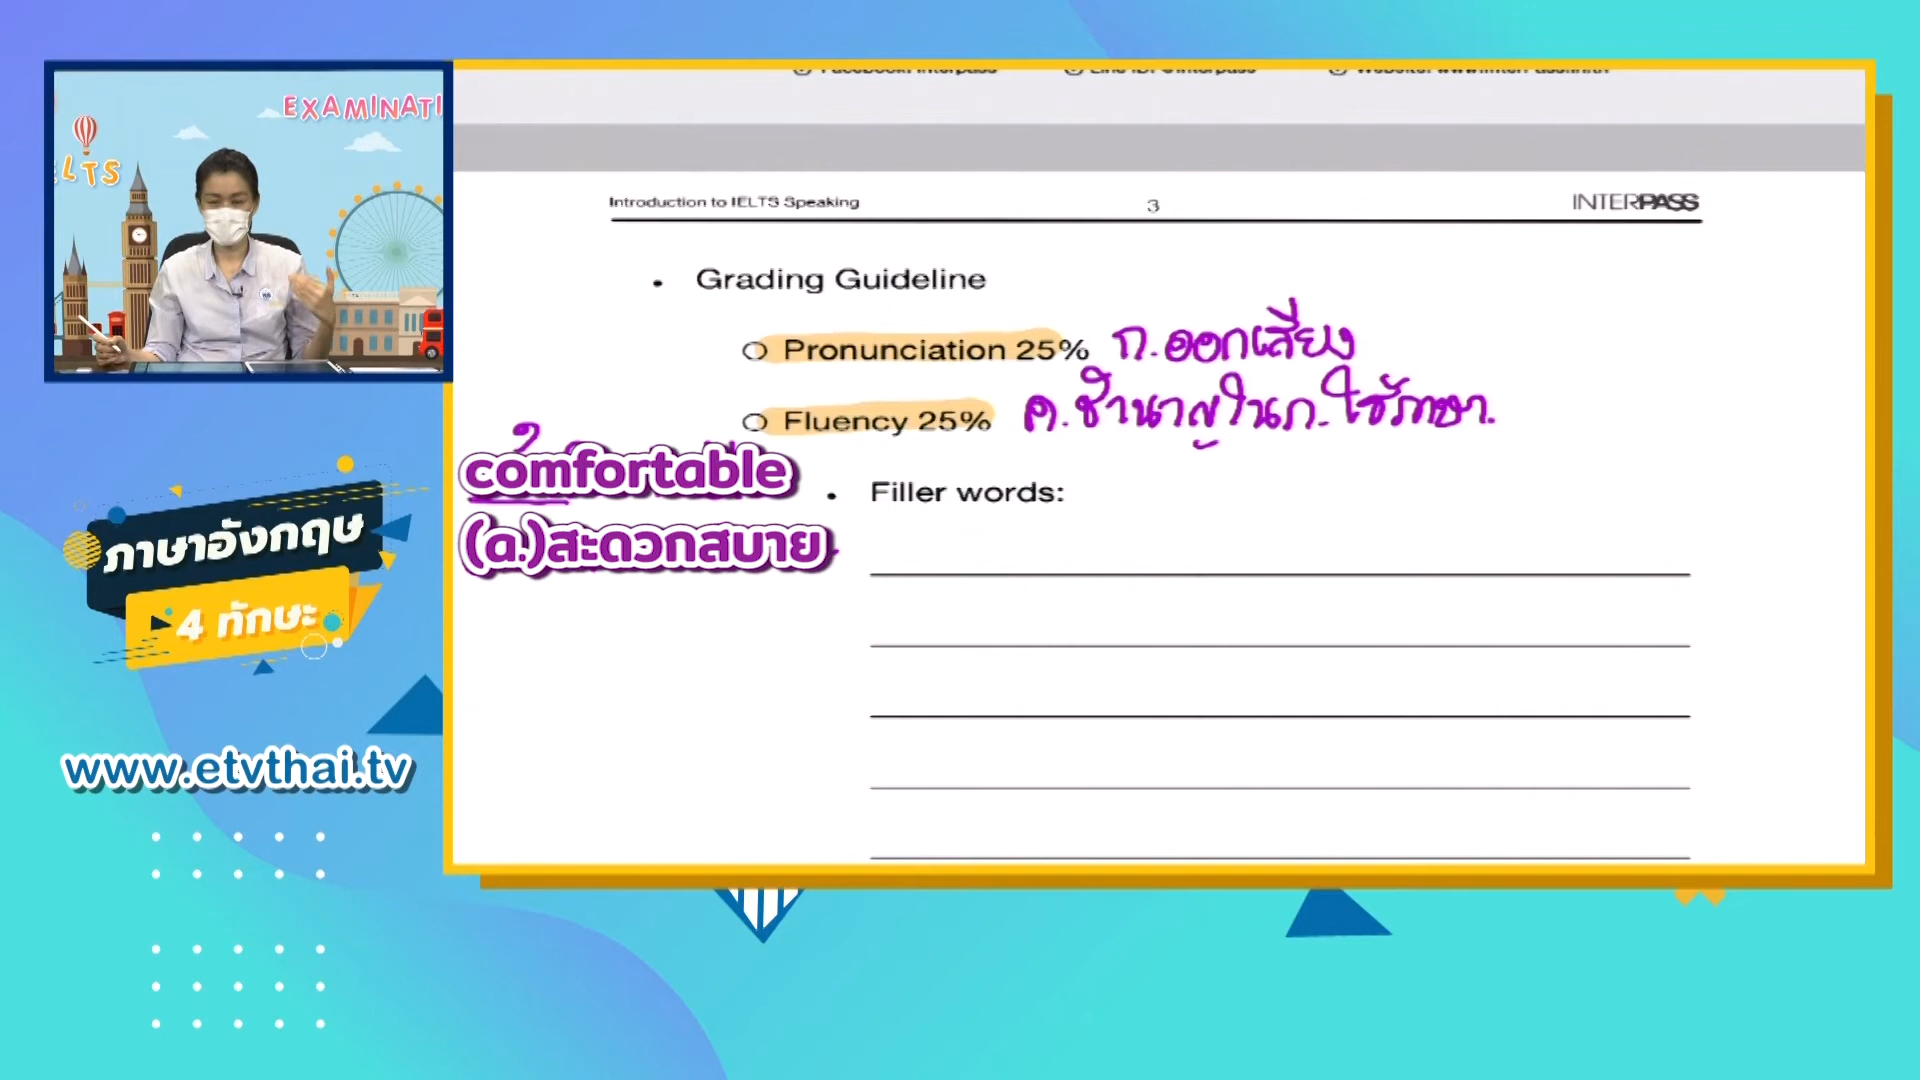 EXAMINATI
ELTS
Introduction to IELTS Speaking 3 INTERPASS
• Grading Guideline
Pronunciation 25% ก.ออกเสียง
Fluency 25% ค.ชำนาญในภ.ใช้ภาษา.
comfortable
(a.)สะดวกสบาย
• Filler words:
ภาษาอังกฤษ
4 ทักษะ
www.etvthai.tv